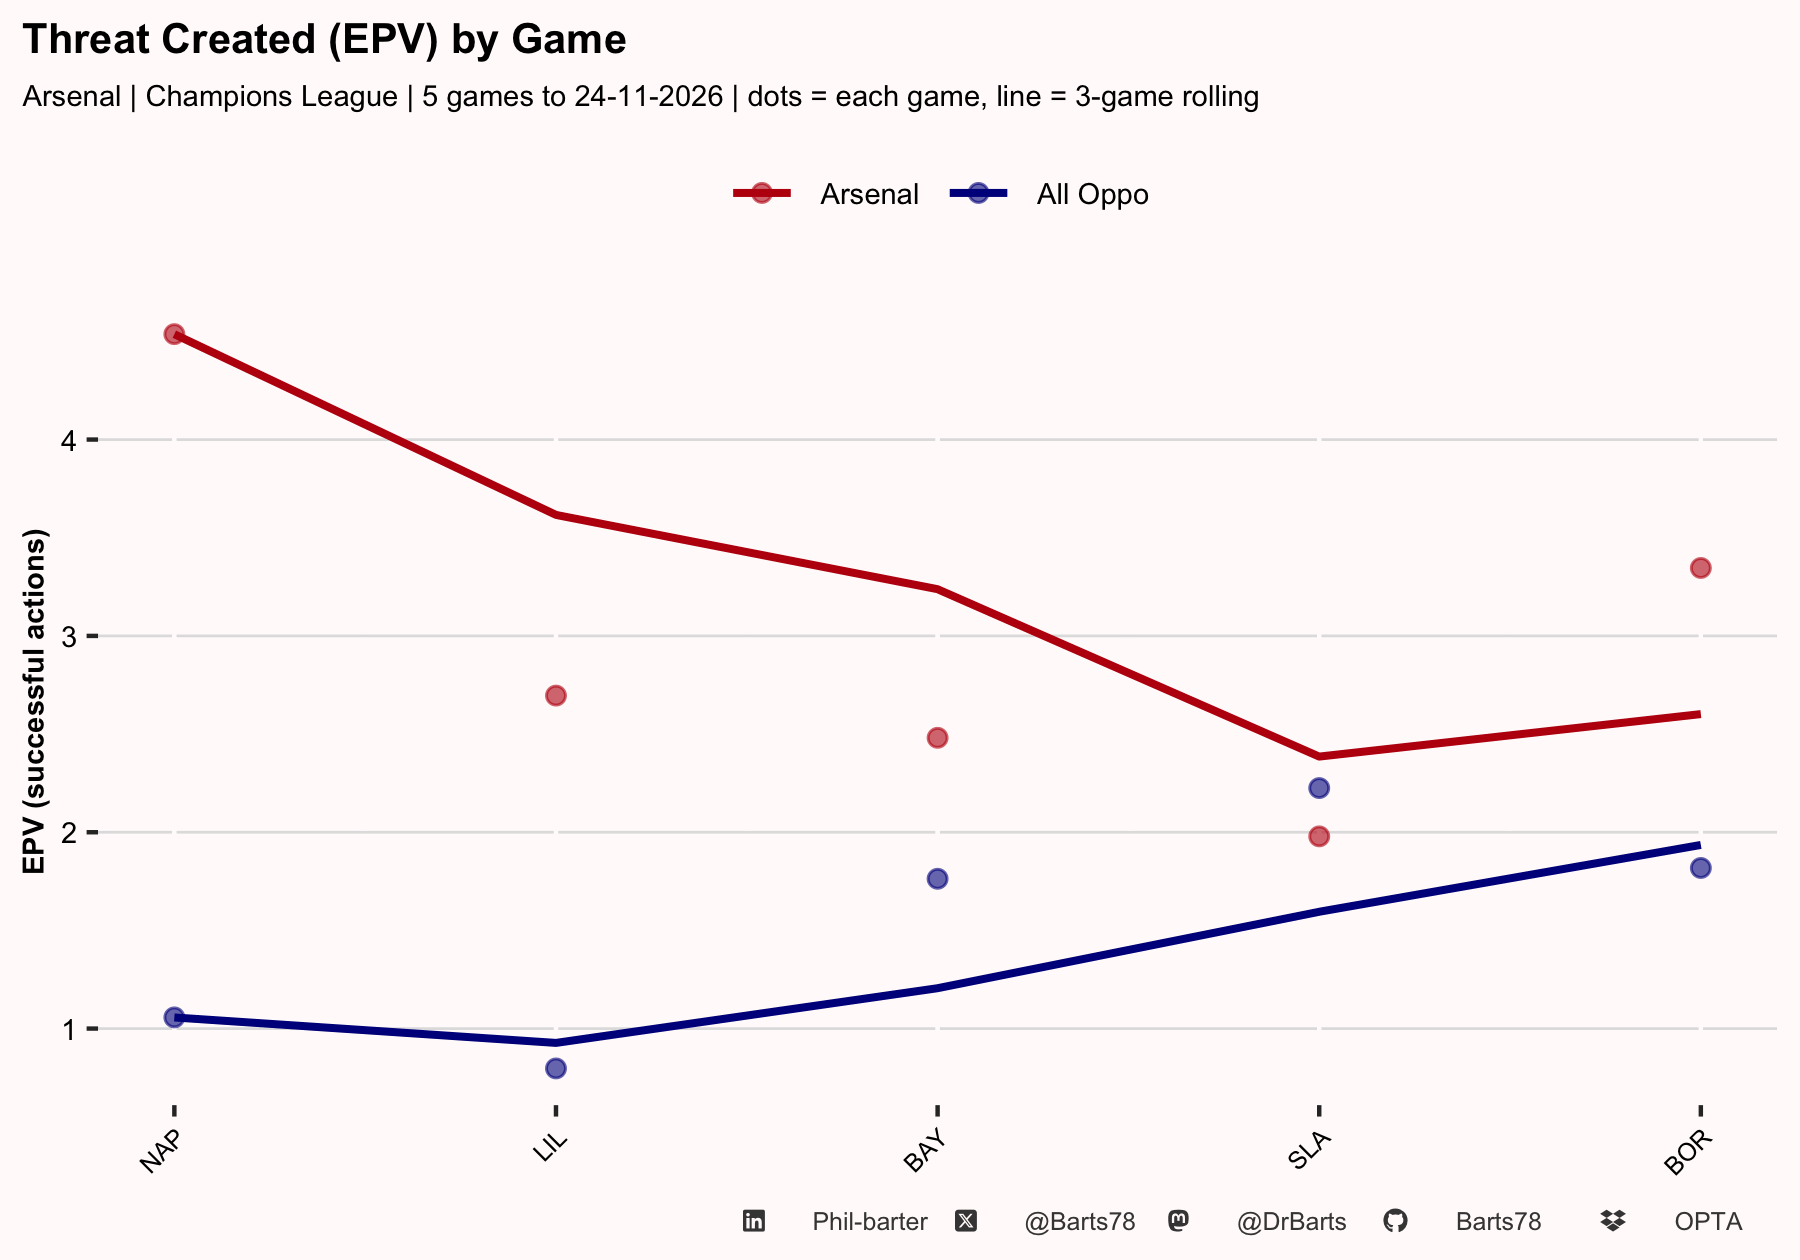 Threat Created (EPV) by Game
Arsenal | Champions League | 5 games to 24-11-2026 | dots = each game, line = 3-game rolling
Arsenal
All Oppo
EPV (successful actions)
4
3
2
1
NAP
LIL
BAY
SLA
BOR
Phil-barter @Barts78 @DrBarts Barts78 OPTA